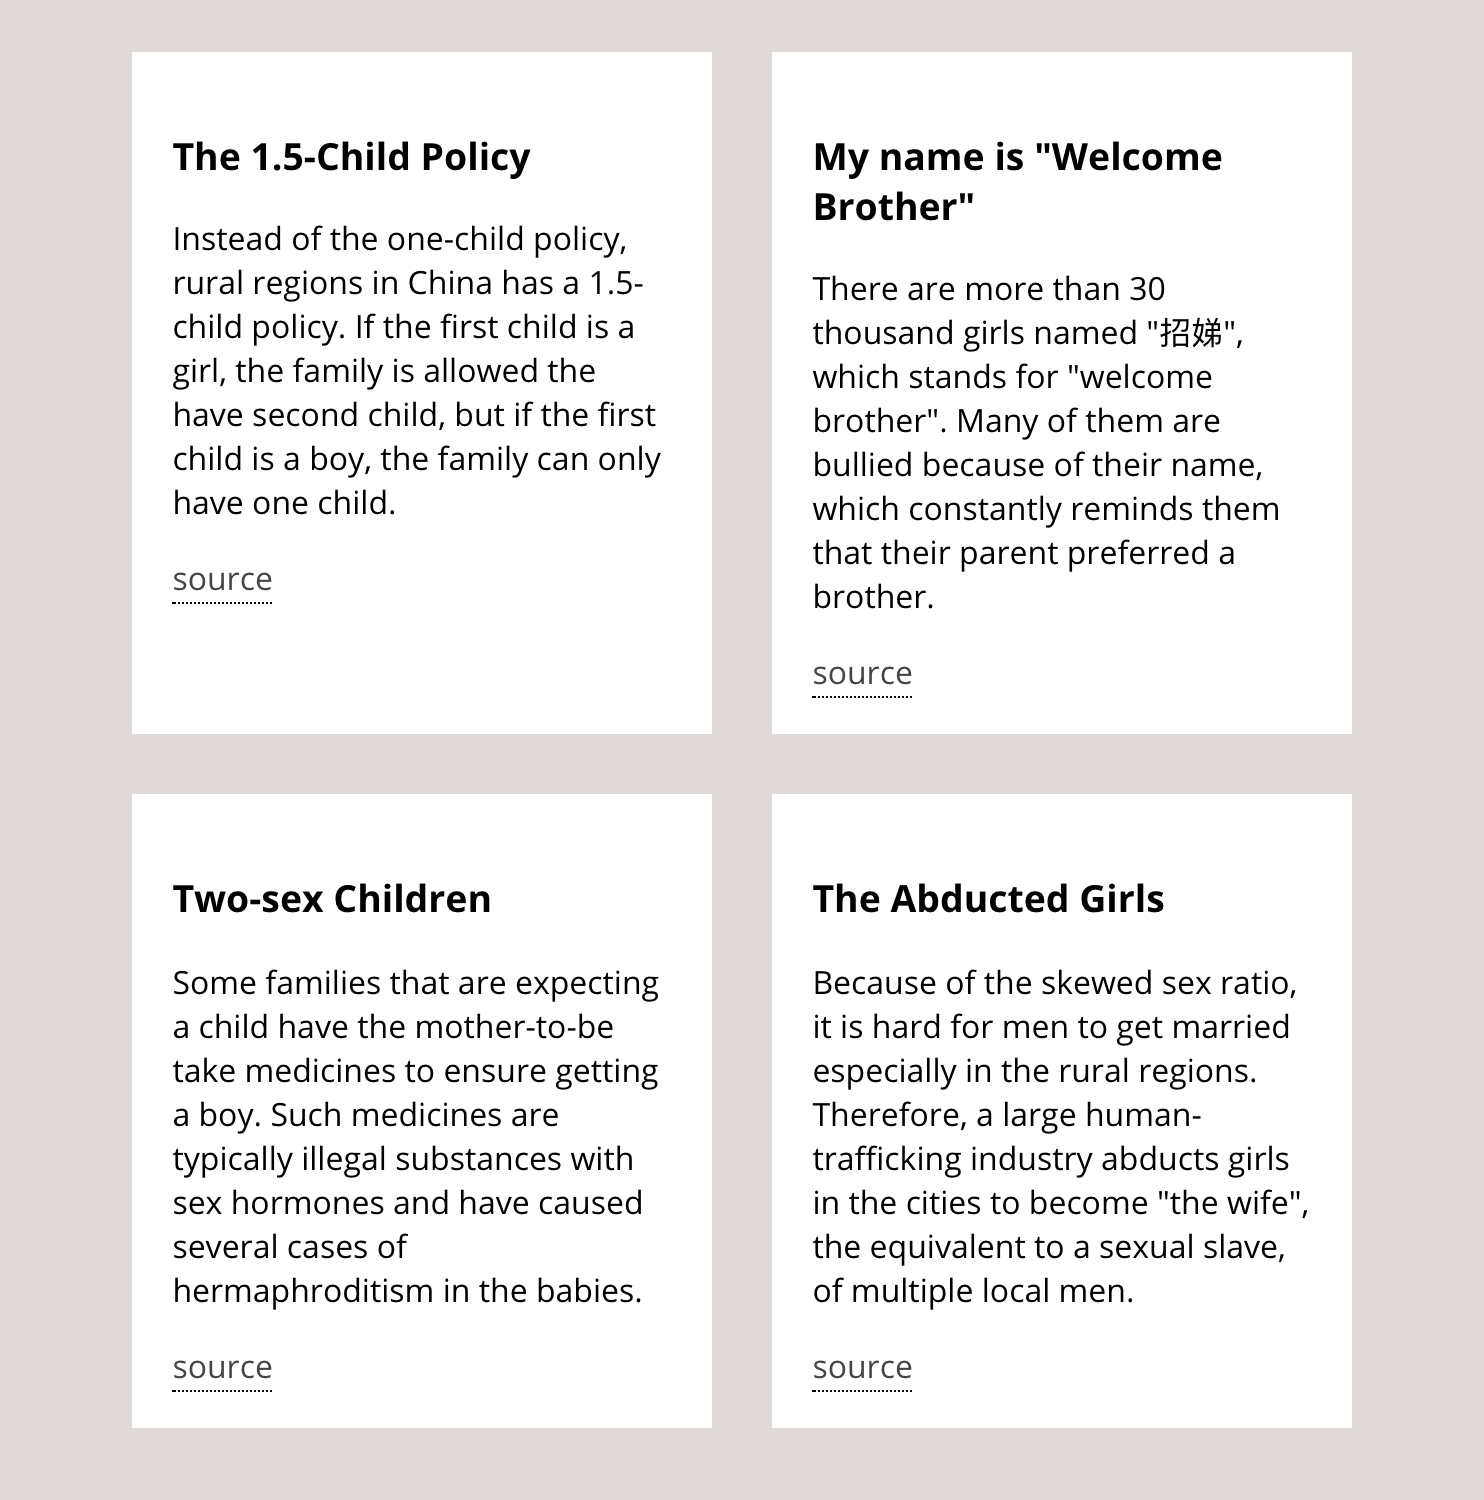 The 1.5-Child Policy
Instead of the one-child policy,
rural regions in China has a 1.5-
child policy. If the first child is a
girl, the family is allowed the
have second child, but if the first
child is a boy, the family can only
have one child.
source
My name is "Welcome
Brother"
There are more than 30
thousand girls named "招娣",
which stands for "welcome
brother". Many of them are
bullied because of their name,
which constantly reminds them
that their parent preferred a
brother.
source
Two-sex Children
Some families that are expecting
a child have the mother-to-be
take medicines to ensure getting
a boy. Such medicines are
typically illegal substances with
sex hormones and have caused
several cases of
hermaphroditism in the babies.
source
The Abducted Girls
Because of the skewed sex ratio,
it is hard for men to get married
especially in the rural regions.
Therefore, a large human-
trafficking industry abducts girls
in the cities to become "the wife",
the equivalent to a sexual slave,
of multiple local men.
source